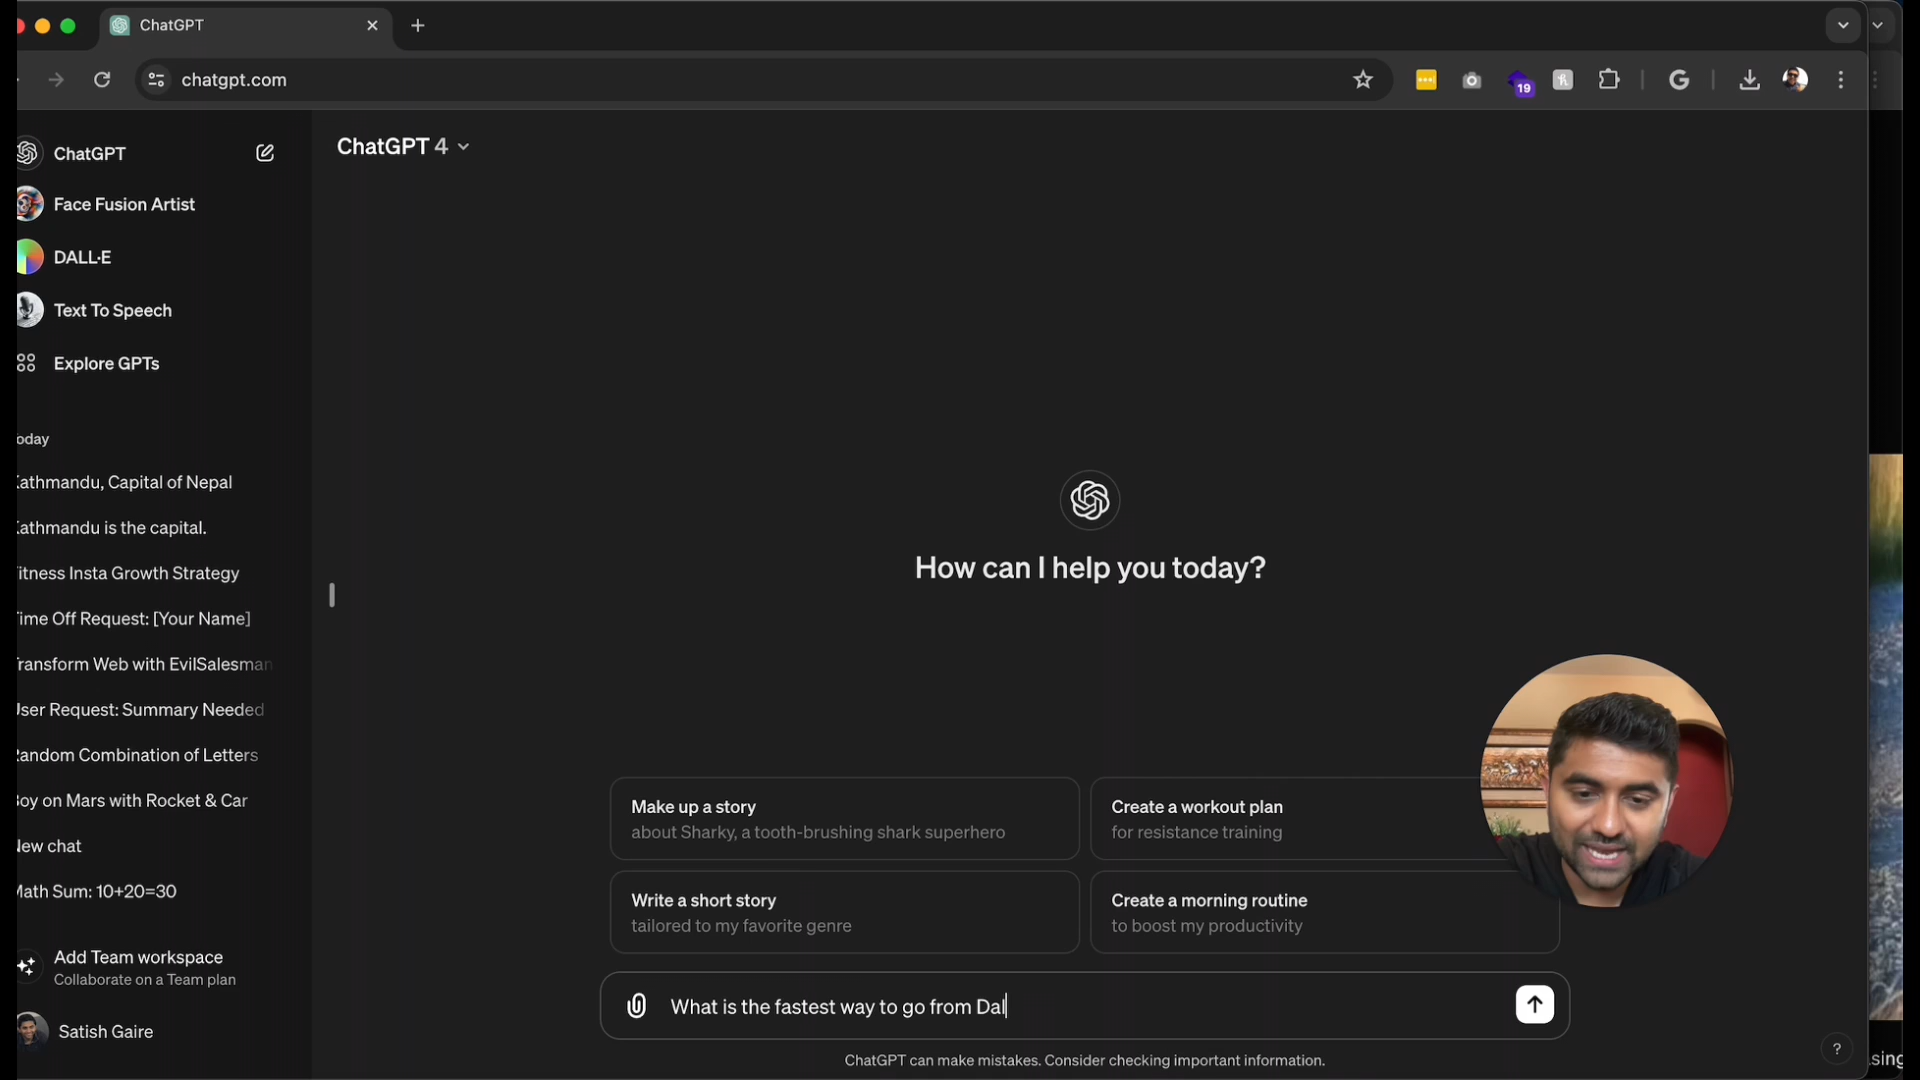 ChatGPT
chatgpt.com
19
ChatGPT
ChatGPT 4
Face Fusion Artist
DALL·E
Text To Speech
Explore GPTs
oday
athmandu, Capital of Nepal
athmandu is the capital.
itness Insta Growth Strategy
ime Off Request: [Your Name]
ransform Web with EvilSalesman
ser Request: Summary Needed
andom Combination of Letters
oy on Mars with Rocket & Car
ew chat
ath Sum: 10+20=30
Add Team workspace
Collaborate on a Team plan
Satish Gaire
How can I help you today?
Make up a story
about Sharky, a tooth-brushing shark superhero
Create a workout plan
for resistance training
Write a short story
tailored to my favorite genre
Create a morning routine
to boost my productivity
What is the fastest way to go from Dal
ChatGPT can make mistakes. Consider checking important information.
?
sing